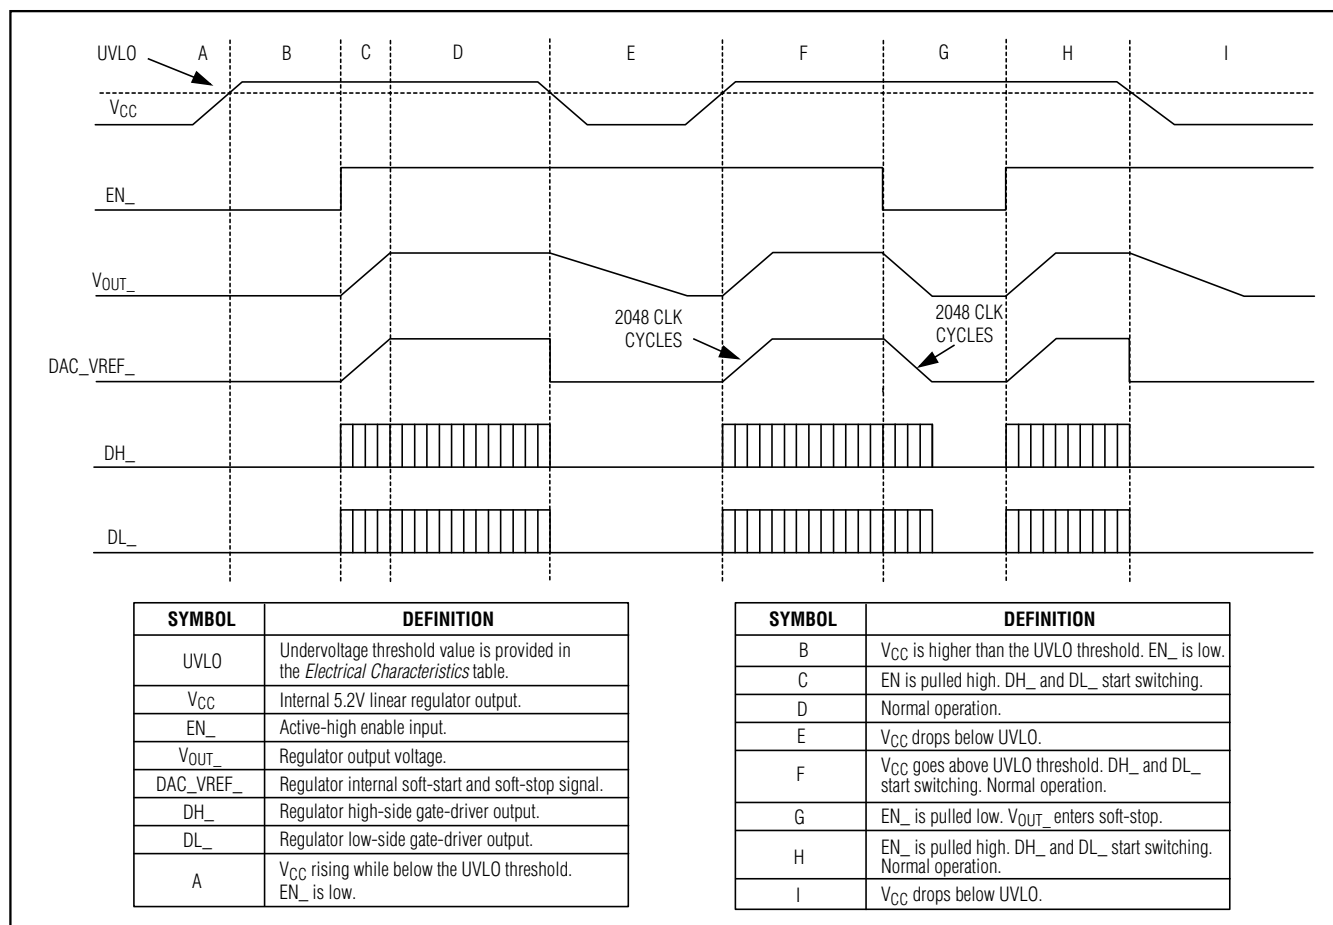 UVLO
A
B
C
D
E
F
G
H
I
VCC
EN_
VOUT_
2048 CLK
CYCLES
2048 CLK
CYCLES
DAC_VREF_
DH_
DL_
SYMBOL DEFINITION
UVLO Undervoltage threshold value is provided in
the Electrical Characteristics table.
VCC Internal 5.2V linear regulator output.
EN_ Active-high enable input.
VOUT_ Regulator output voltage.
DAC_VREF_ Regulator internal soft-start and soft-stop signal.
DH_ Regulator high-side gate-driver output.
DL_ Regulator low-side gate-driver output.
A VCC rising while below the UVLO threshold.
EN_ is low.
SYMBOL DEFINITION
B VCC is higher than the UVLO threshold. EN_ is low.
C EN is pulled high. DH_ and DL_ start switching.
D Normal operation.
E VCC drops below UVLO.
F VCC goes above UVLO threshold. DH_ and DL_
start switching. Normal operation.
G EN_ is pulled low. VOUT_ enters soft-stop.
H EN_ is pulled high. DH_ and DL_ start switching.
Normal operation.
I VCC drops below UVLO.